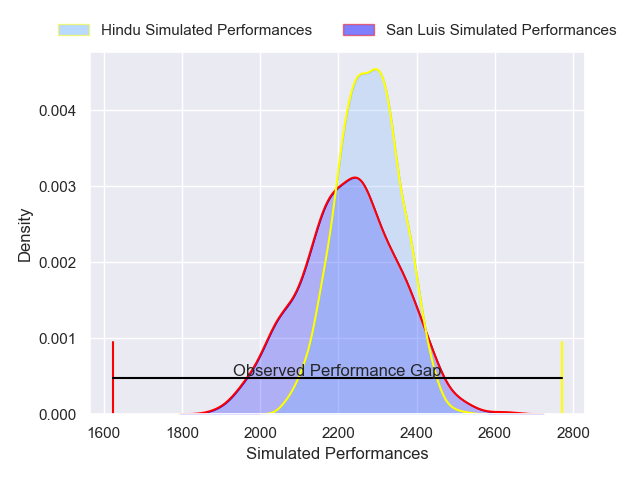 Hindu Simulated Performances
San Luis Simulated Performances
Density
0.004
0.003
0.002
0.001
0.000
Observed Performance Gap
1600 1800 2000 2200 2400 2600 2800
Simulated Performances